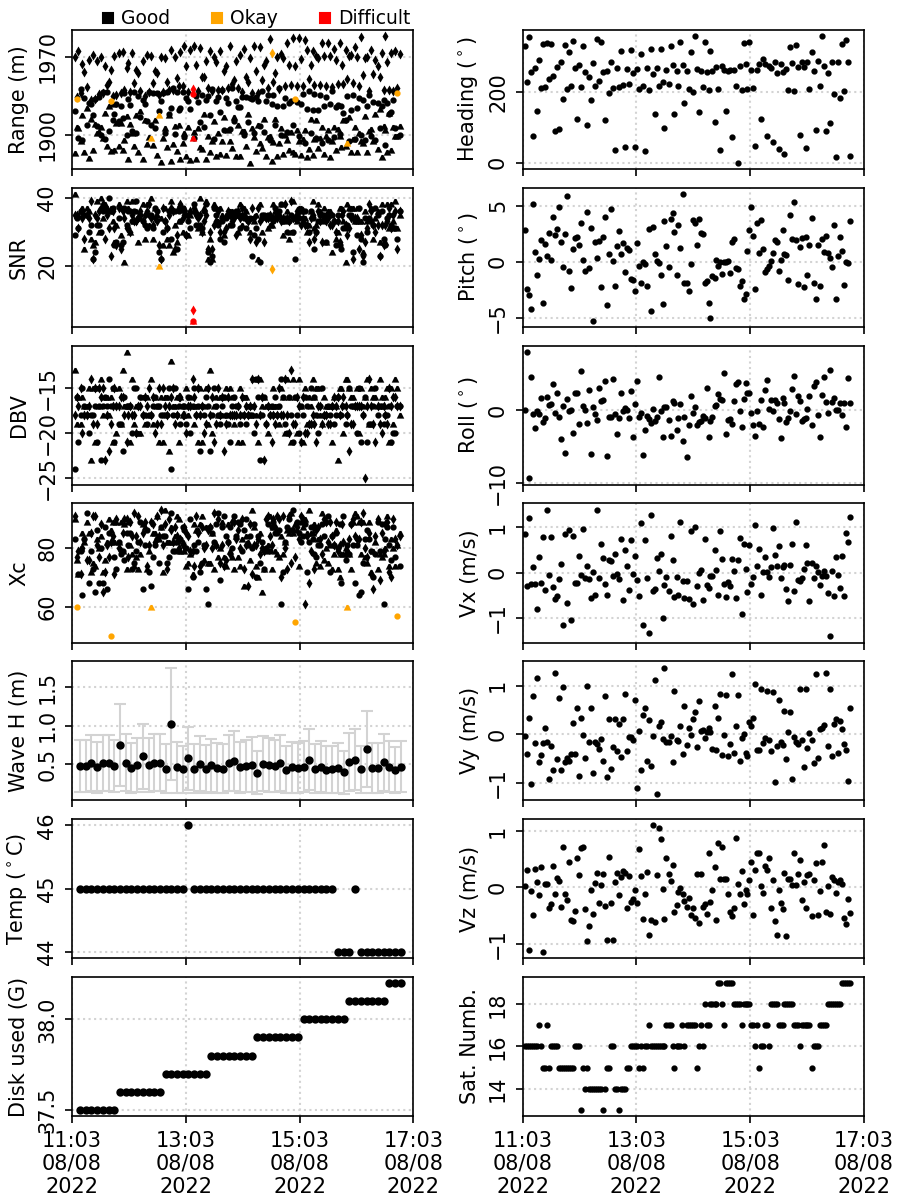 Good Okay Difficult
Range (m)
1970
1900
Heading (°)
200
0
SNR
40
20
Pitch (°)
5
0
−5
DBV
−15
−20
−25
Roll (°)
0
−10
Xc
80
60
Vx (m/s)
1
0
−1
Wave H (m)
1.5
1.0
0.5
Vy (m/s)
1
0
−1
Temp (°C)
46
45
44
Vz (m/s)
1
0
−1
Disk used (G)
38.0
37.5
Sat. Numb.
18
16
14
11:03 13:03 15:03 17:03
08/08 08/08 08/08 08/08
2022 2022 2022 2022
11:03 13:03 15:03 17:03
08/08 08/08 08/08 08/08
2022 2022 2022 2022